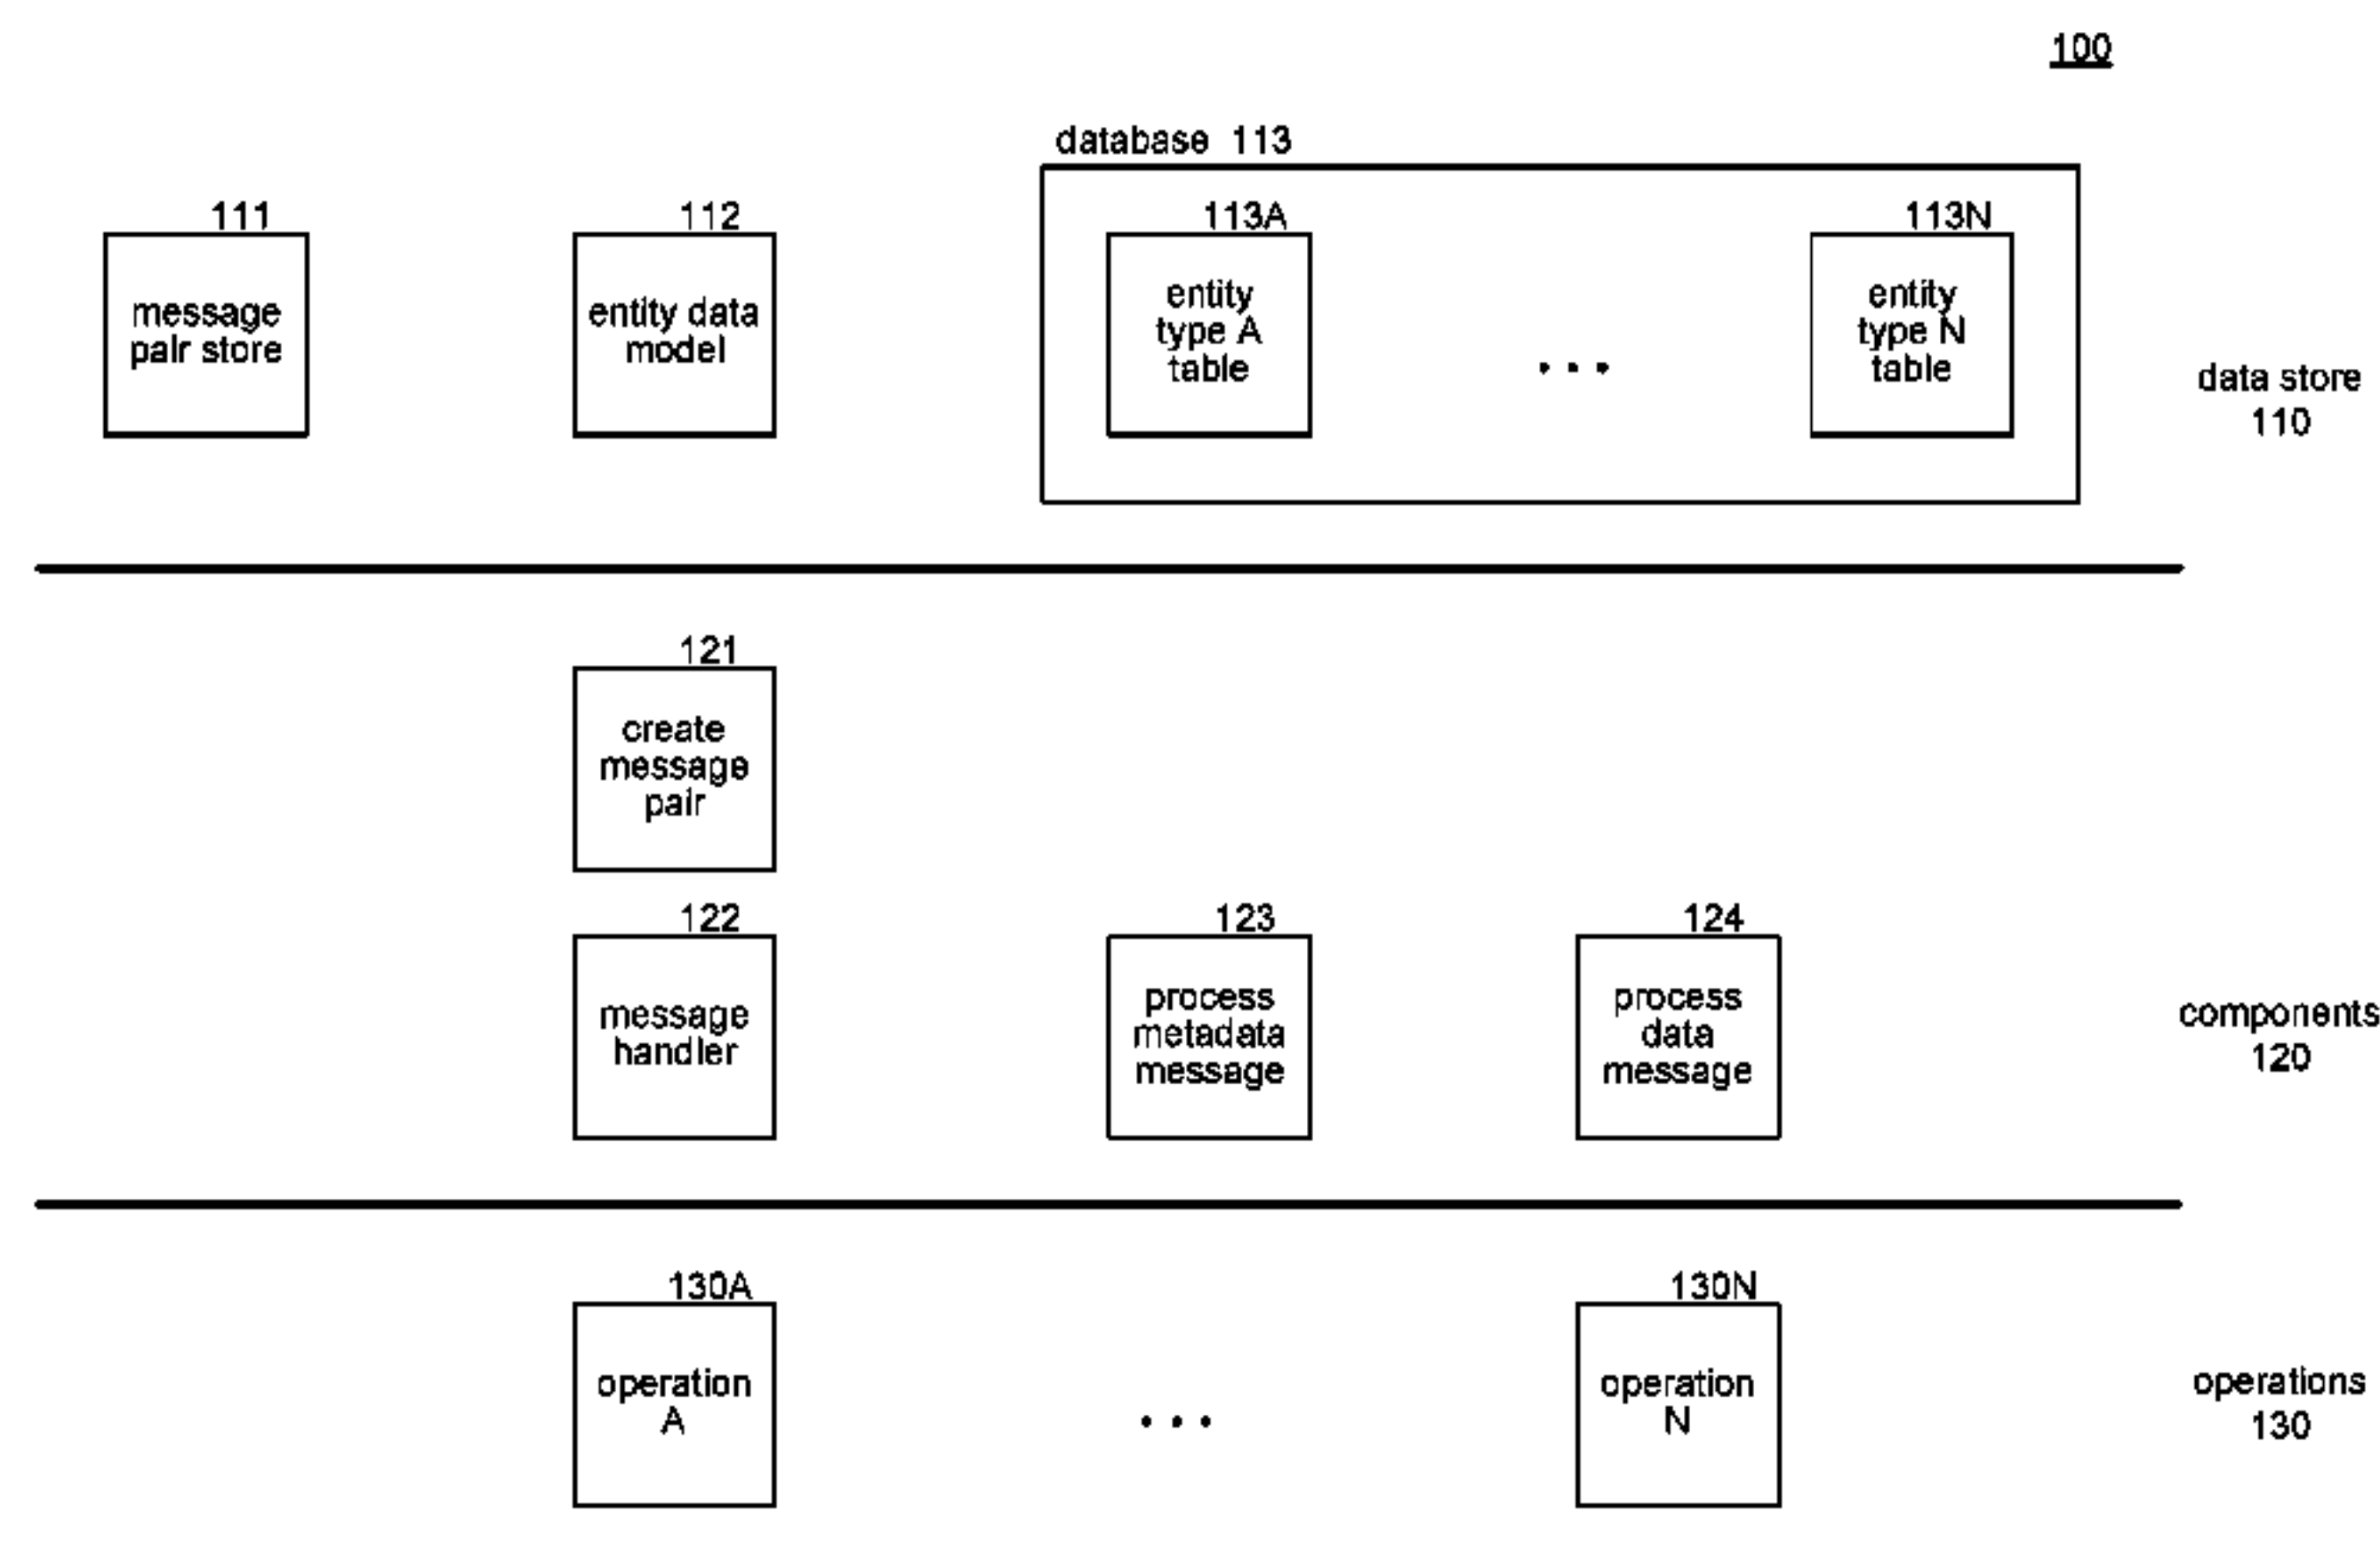 100
database 113
111
112
113A
113N
message
pair store
entity data
model
entity
type A
table
...
entity
type N
table
data store
110
121
create
message
pair
122
123
124
message
handler
process
metadata
message
process
data
message
components
120
130A
130N
operation
A
...
operation
N
operations
130